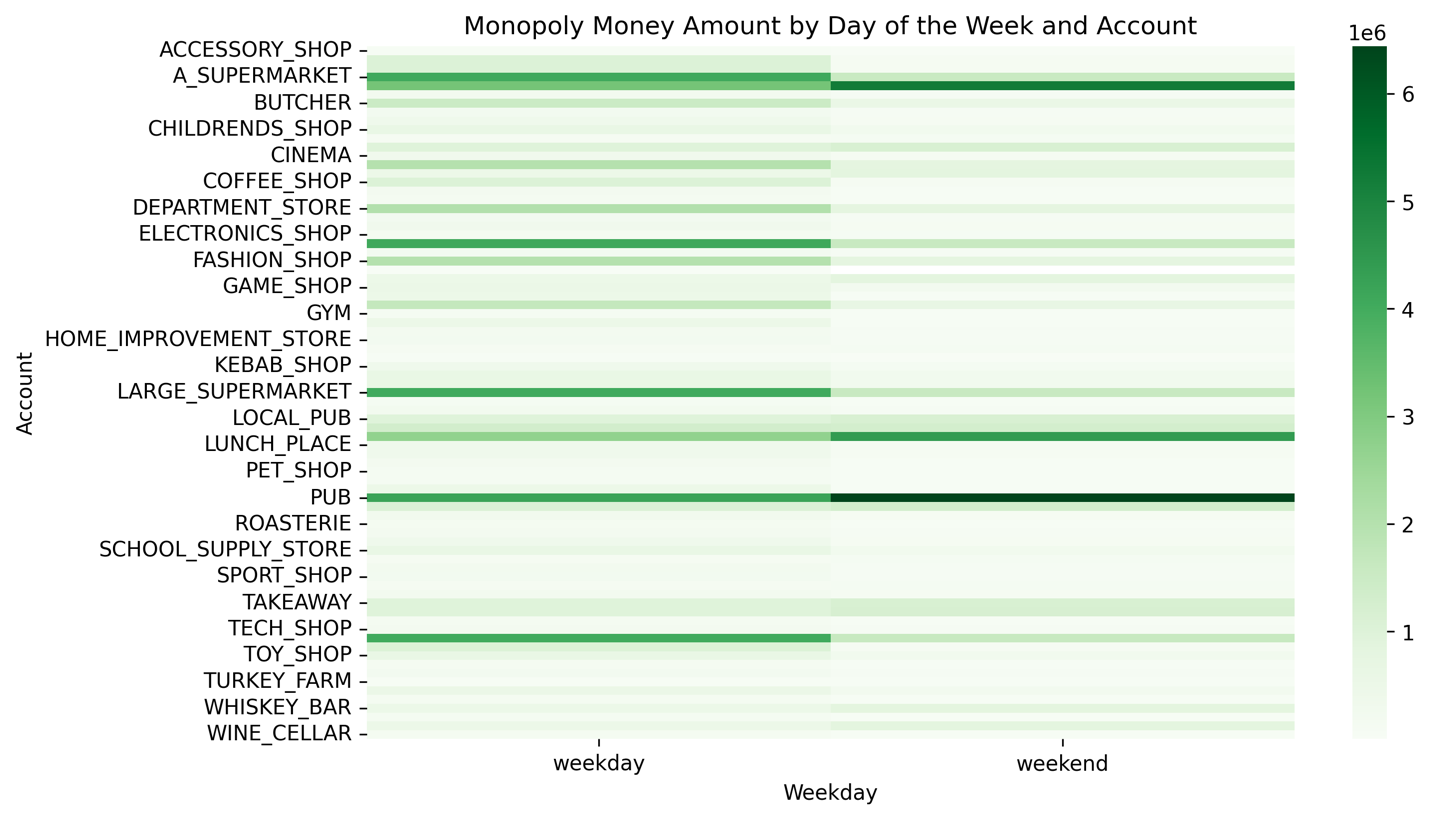 Monopoly Money Amount by Day of the Week and Account
1e6
ACCESSORY_SHOP
A_SUPERMARKET
BUTCHER
CHILDRENDS_SHOP
CINEMA
COFFEE_SHOP
DEPARTMENT_STORE
ELECTRONICS_SHOP
FASHION_SHOP
GAME_SHOP
GYM
HOME_IMPROVEMENT_STORE
KEBAB_SHOP
LARGE_SUPERMARKET
LOCAL_PUB
LUNCH_PLACE
PET_SHOP
PUB
ROASTERIE
SCHOOL_SUPPLY_STORE
SPORT_SHOP
TAKEAWAY
TECH_SHOP
TOY_SHOP
TURKEY_FARM
WHISKEY_BAR
WINE_CELLAR
Account
weekday weekend
Weekday
6
5
4
3
2
1